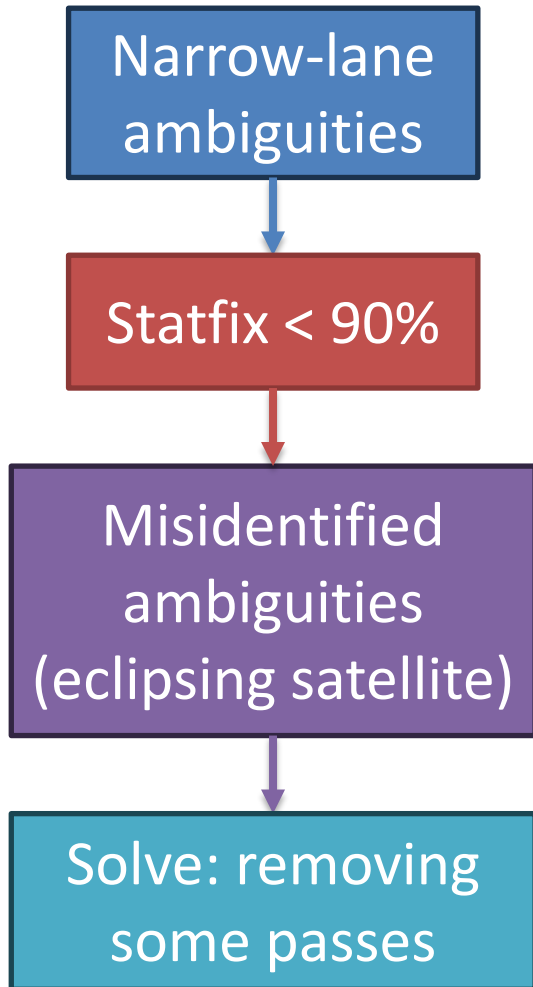 Narrow-lane
ambiguities
Statfix < 90%
Misidentified
ambiguities
(eclipsing satellite)
Solve: removing
some passes